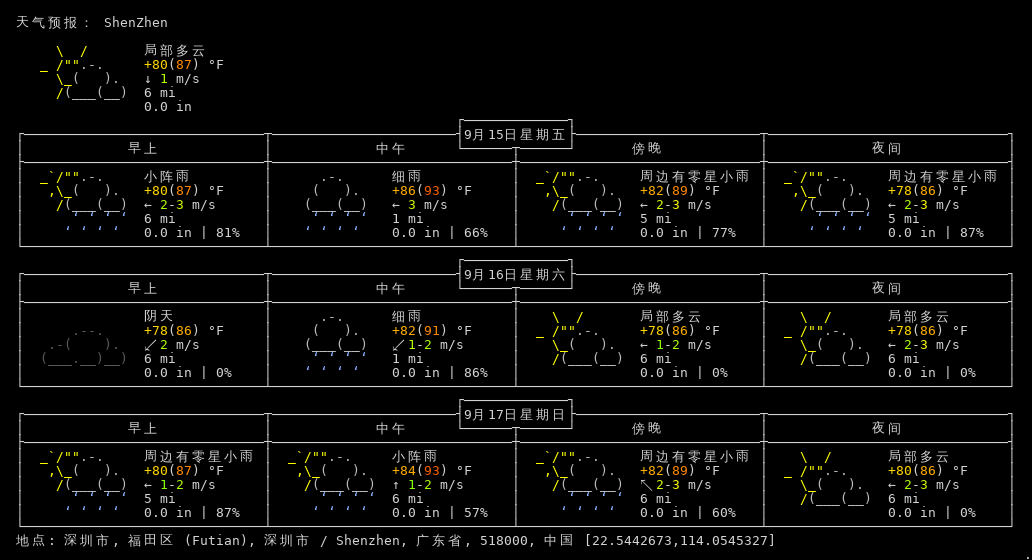 天气预报： ShenZhen
局部多云
+80(87) °F
↓ 1 m/s
6 mi
0.0 in
9月15日星期五
早上 中午 傍晚 夜间
小阵雨 细雨 周边有零星小雨 周边有零星小雨
+80(87) °F +86(93) °F +82(89) °F +78(86) °F
← 2-3 m/s ← 3 m/s ← 2-3 m/s ← 2-3 m/s
6 mi 1 mi 5 mi 5 mi
0.0 in | 81% 0.0 in | 66% 0.0 in | 77% 0.0 in | 87%
9月16日星期六
早上 中午 傍晚 夜间
阴天 细雨 局部多云 局部多云
+78(86) °F +82(91) °F +78(86) °F +78(86) °F
↙ 2 m/s ↙ 1-2 m/s ← 1-2 m/s ← 2-3 m/s
6 mi 1 mi 6 mi 6 mi
0.0 in | 0% 0.0 in | 86% 0.0 in | 0% 0.0 in | 0%
9月17日星期日
早上 中午 傍晚 夜间
周边有零星小雨 小阵雨 周边有零星小雨 局部多云
+80(87) °F +84(93) °F +82(89) °F +80(86) °F
← 1-2 m/s ↑ 1-2 m/s ↖ 2-3 m/s ← 2-3 m/s
5 mi 6 mi 6 mi 6 mi
0.0 in | 87% 0.0 in | 57% 0.0 in | 60% 0.0 in | 0%
地点: 深圳市, 福田区 (Futian), 深圳市 / Shenzhen, 广东省, 518000, 中国 [22.5442673,114.0545327]